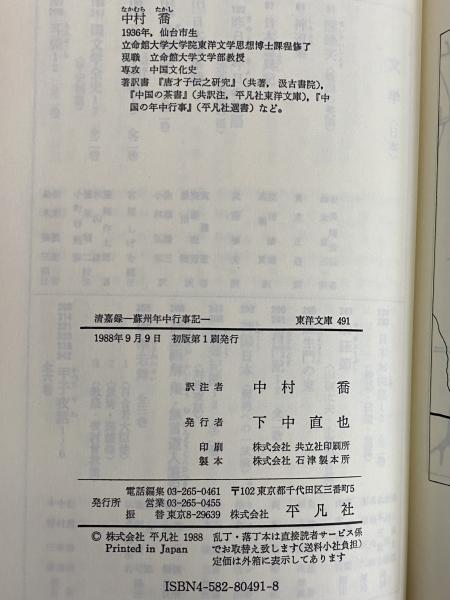 なかむら たかし
中村 喬
1936年，仙台市生
立命館大学大学院東洋文学思想博士課程修了
現職 立命館大学文学部教授
専攻 中国文化史
著訳書 『唐才子伝之研究』（共著，汲古書院），
『中国の茶書』（共訳注，平凡社東洋文庫），『中
国の年中行事』（平凡社選書）など。
清嘉録―蘇州年中行事記― 東洋文庫 491
1988年9月9日 初版第1刷発行
訳注者 中村 喬
発行者 下中直也
印刷 株式会社 共立社印刷所
製本 株式会社 石津製本所
電話編集 03-265-0461 〒102 東京都千代田区三番町5
発行所 営業 03-265-0455
振替 東京8-29639 株式会社 平凡社
© 株式会社 平凡社 1988 乱丁・落丁本は直接読者サービス係
Printed in Japan でお取替え致します（送料小社負担）
定価は外箱に表示してあります
ISBN4-582-80491-8